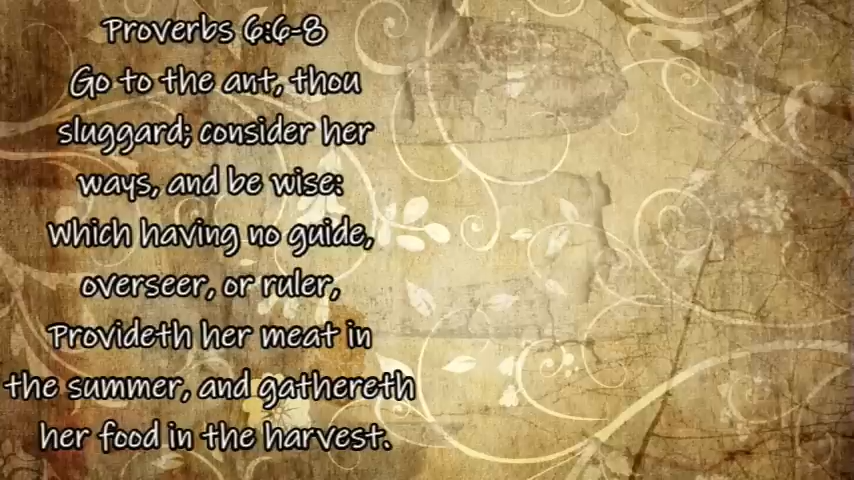 Proverbs 6:6-8
Go to the ant, thou
sluggard; consider her
ways, and be wise:
Which having no guide,
overseer, or ruler,
Provideth her meat in
the summer, and gathereth
her food in the harvest.